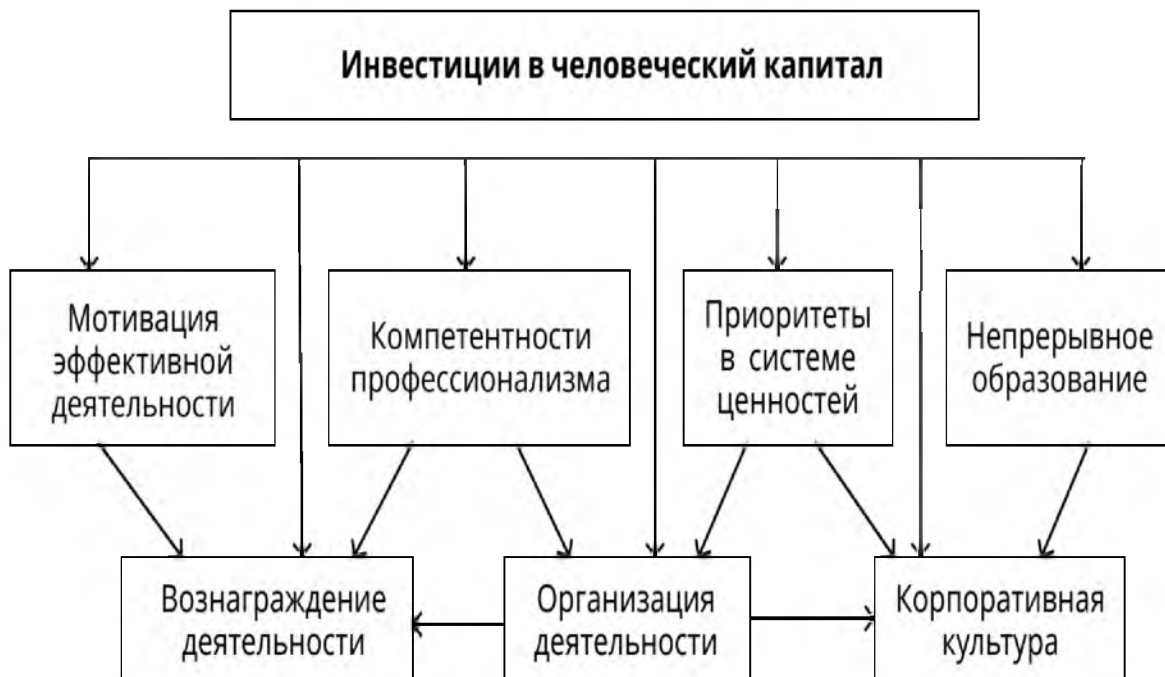 Инвестиции в человеческий капитал
Мотивация
эффективной
деятельности
Компетентности
профессионализма
Приоритеты
в системе
ценностей
Непрерывное
образование
Вознаграждение
деятельности
Организация
деятельности
Корпоративная
культура